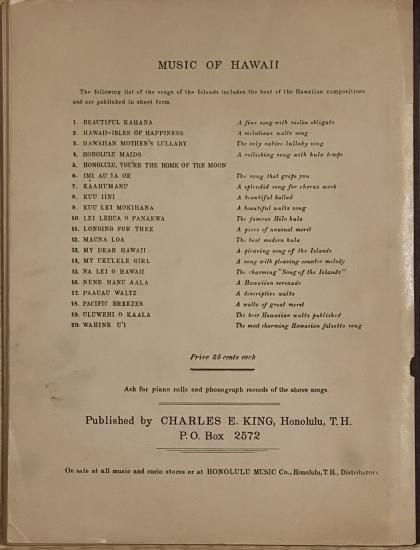 MUSIC OF HAWAII
The following list of the songs of the Islands includes the best of the Hawaiian compositions
and are published in sheet form.
1. BEAUTIFUL KAHANA A fine song with violin obligato
2. HAWAII-ISLES OF HAPPINESS A melodious waltz song
3. HAWAIIAN MOTHER'S LULLABY The only native lullaby song
4. HONOLULU MAIDS A rollicking song with hula tempo
5. HONOLULU, YOU'RE THE HOME OF THE MOON
6. IMI AU IA OE The song that grips you
7. KAAHUMANU A splendid song for chorus work
8. KUU IINI A beautiful ballad
9. KUU LEI MOKIHANA A beautiful waltz song
10. LEI LEHUA O PANAEWA The famous Hilo hula
11. LONGING FOR THEE A piece of unusual merit
12. MAUNA LOA The best modern hula
13. MY DEAR HAWAII A pleasing song of the Islands
14. MY UKULELE GIRL A song with pleasing counter melody
15. NA LEI O HAWAII The charming "Song of the Islands"
16. NENE HANU AALA A Hawaiian serenade
17. PAAUAU WALTZ A descriptive waltz
18. PACIFIC BREEZES A waltz of great merit
19. ULUWEHI O KAALA The best Hawaiian waltz published
20. WAHINE U'I The most charming Hawaiian falsetto song
Price 25 cents each
Ask for piano rolls and phonograph records of the above songs.
Published by CHARLES E. KING, Honolulu, T.H.
P.O. Box 2572
On sale at all music and curio stores or at HONOLULU MUSIC Co., Honolulu, T.H., Distributors